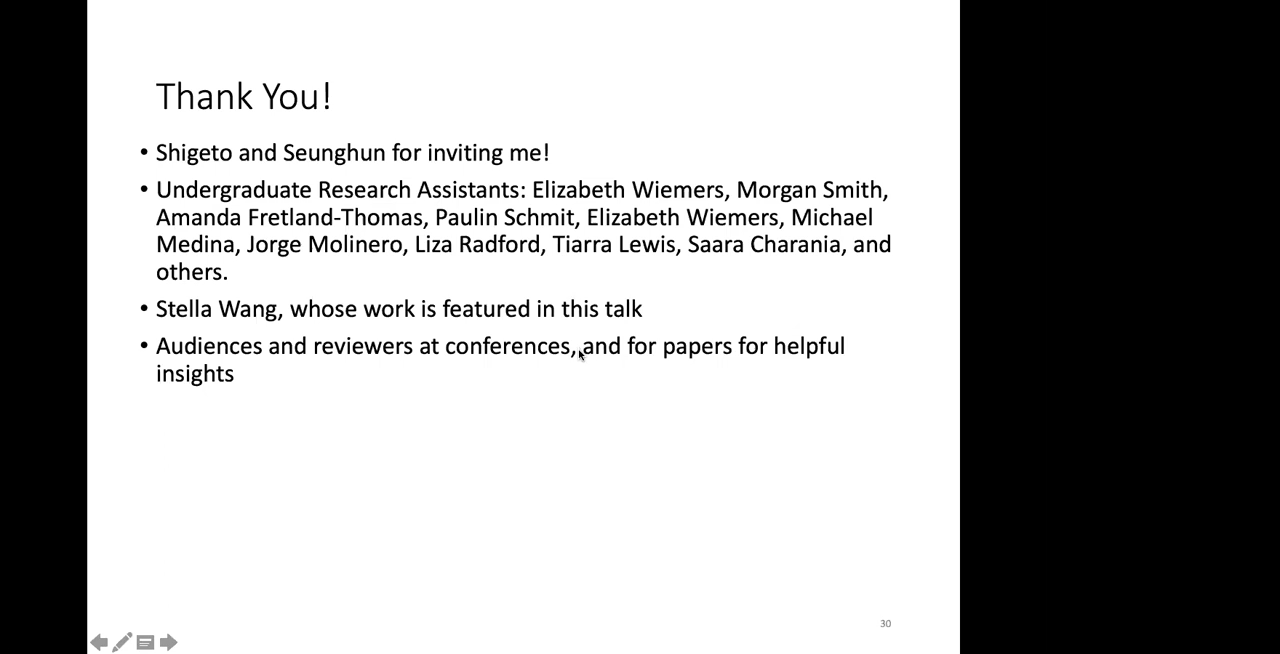 Thank You!
• Shigeto and Seunghun for inviting me!
• Undergraduate Research Assistants: Elizabeth Wiemers, Morgan Smith,
Amanda Fretland-Thomas, Paulin Schmit, Elizabeth Wiemers, Michael
Medina, Jorge Molinero, Liza Radford, Tiarra Lewis, Saara Charania, and
others.
• Stella Wang, whose work is featured in this talk
• Audiences and reviewers at conferences, and for papers for helpful
insights
30